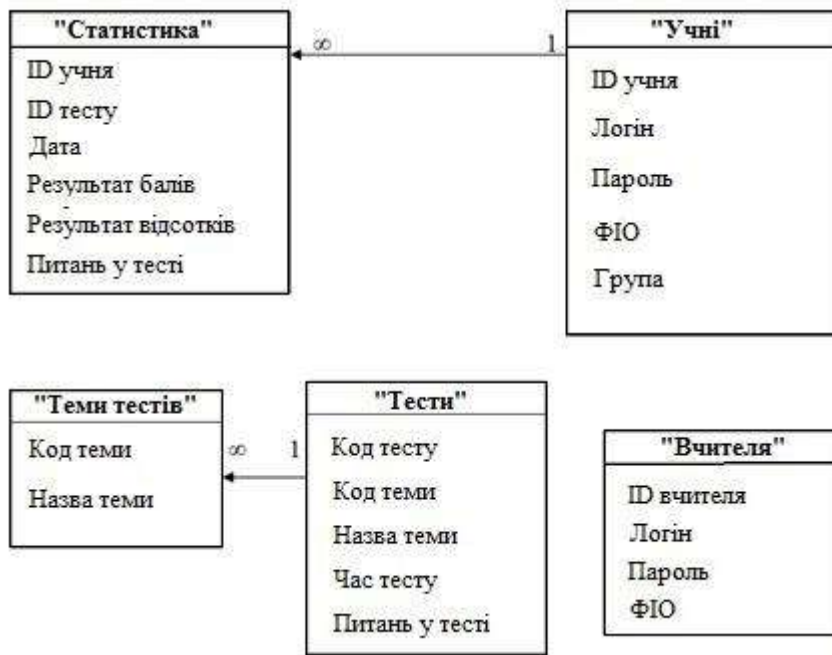 "Статистика"
ID учня
ID тесту
Дата
Результат балів
Результат відсотків
Питань у тесті
∞
1
"Учні"
ID учня
Логін
Пароль
ФІО
Група
"Теми тестів"
Код теми
Назва теми
∞
1
"Тести"
Код тесту
Код теми
Назва теми
Час тесту
Питань у тесті
"Вчителя"
ID вчителя
Логін
Пароль
ФІО